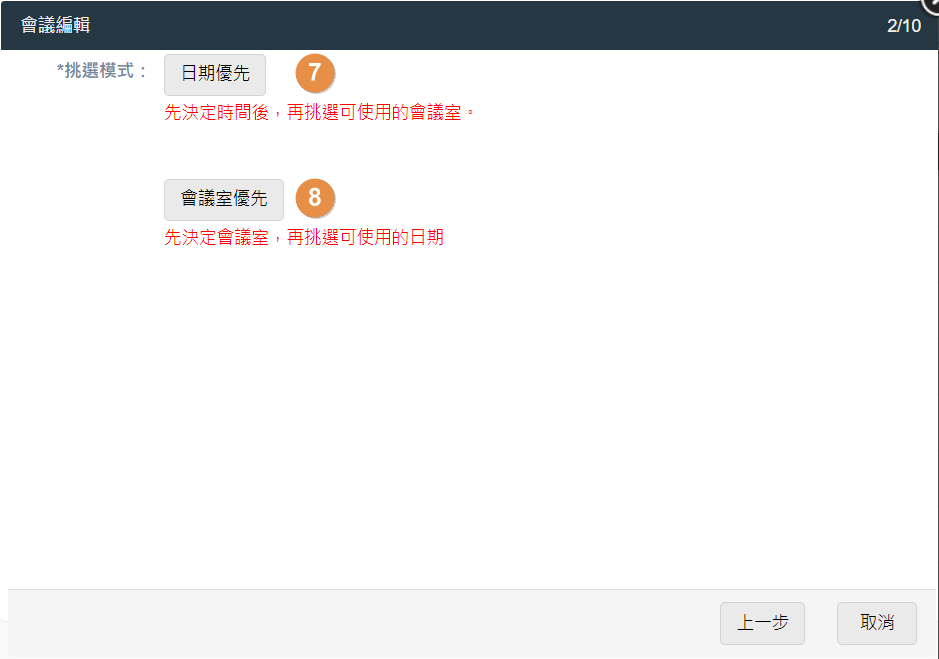 會議編輯 2/10
*挑選模式： 日期優先 7
先決定時間後，再挑選可使用的會議室。
會議室優先 8
先決定會議室，再挑選可使用的日期
上一步 取消